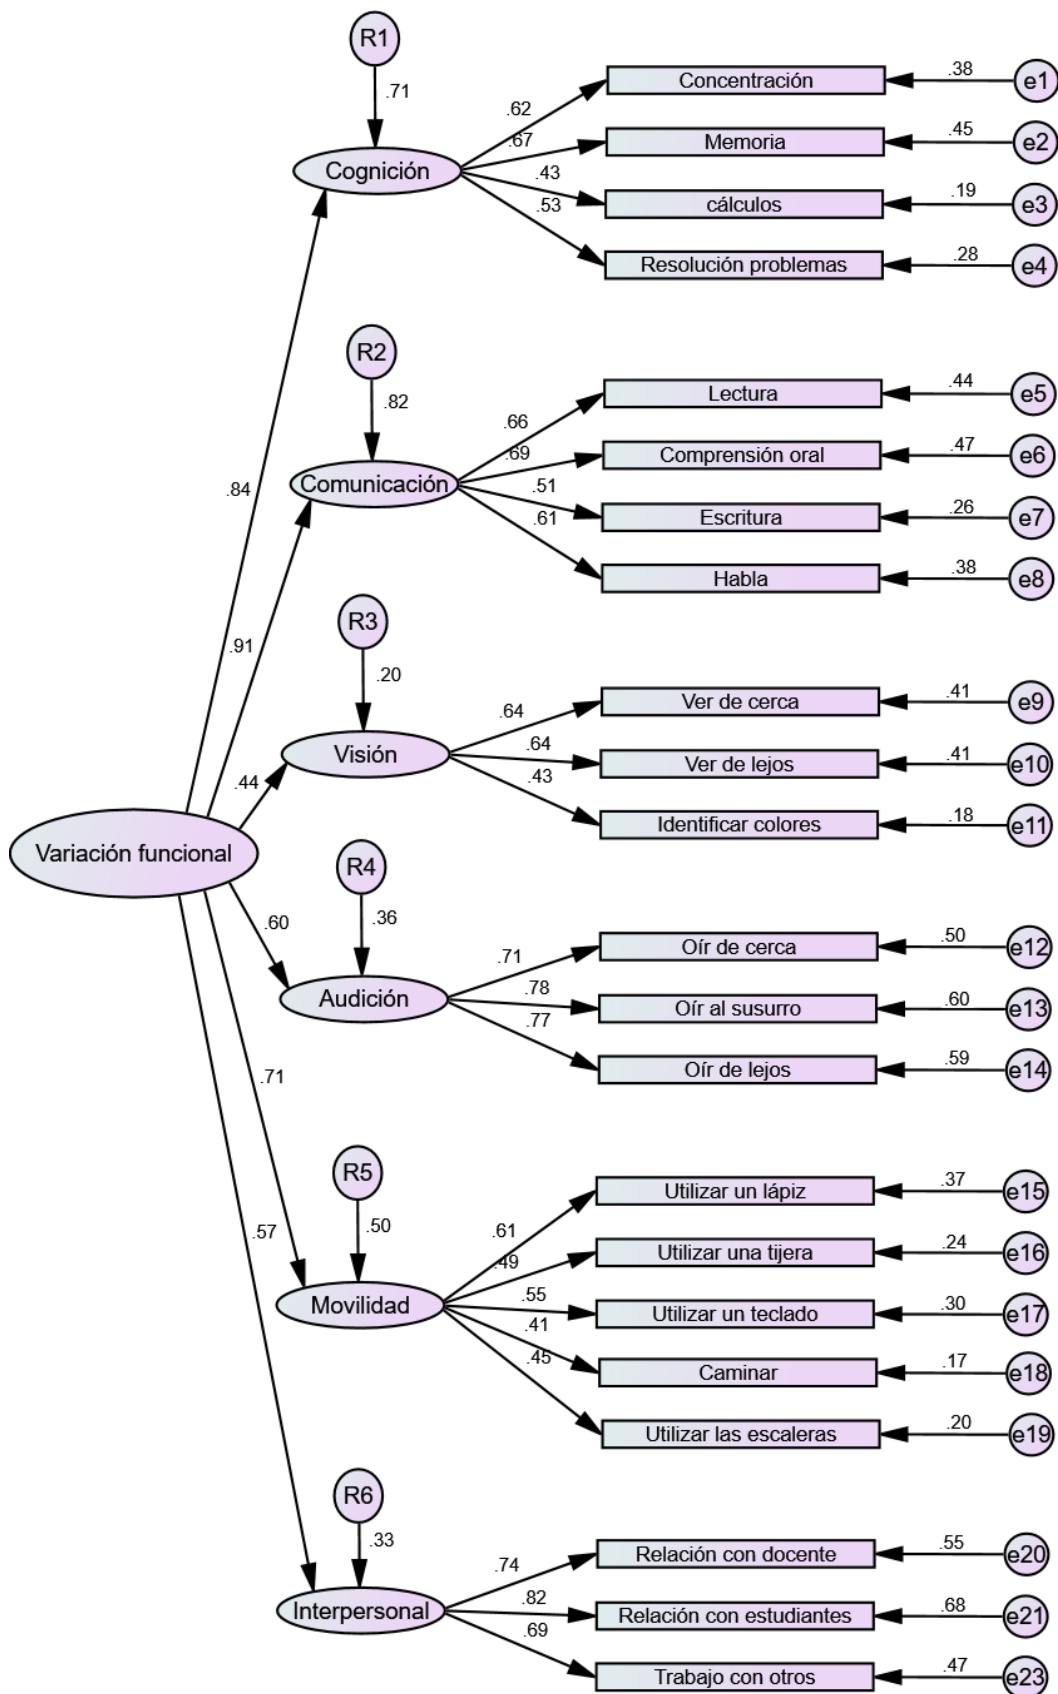 R1
.71
Cognición
.62
Concentración
.38
e1
.67
Memoria
.45
e2
.43
cálculos
.19
e3
.53
Resolución problemas
.28
e4
R2
.82
.84
Comunicación
.66
Lectura
.44
e5
.69
Comprensión oral
.47
e6
.51
Escritura
.26
e7
.61
Habla
.38
e8
R3
.91
.20
Visión
.64
Ver de cerca
.41
e9
.64
Ver de lejos
.41
e10
.43
Identificar colores
.18
e11
.44
Variación funcional
R4
.60
.36
Audición
.71
Oír de cerca
.50
e12
.78
Oír al susurro
.60
e13
.77
Oír de lejos
.59
e14
.71
R5
.50
.57
Movilidad
.61
Utilizar un lápiz
.37
e15
.49
Utilizar una tijera
.24
e16
.55
Utilizar un teclado
.30
e17
.41
Caminar
.17
e18
.45
Utilizar las escaleras
.20
e19
R6
.33
Interpersonal
.74
Relación con docente
.55
e20
.82
Relación con estudiantes
.68
e21
.69
Trabajo con otros
.47
e23